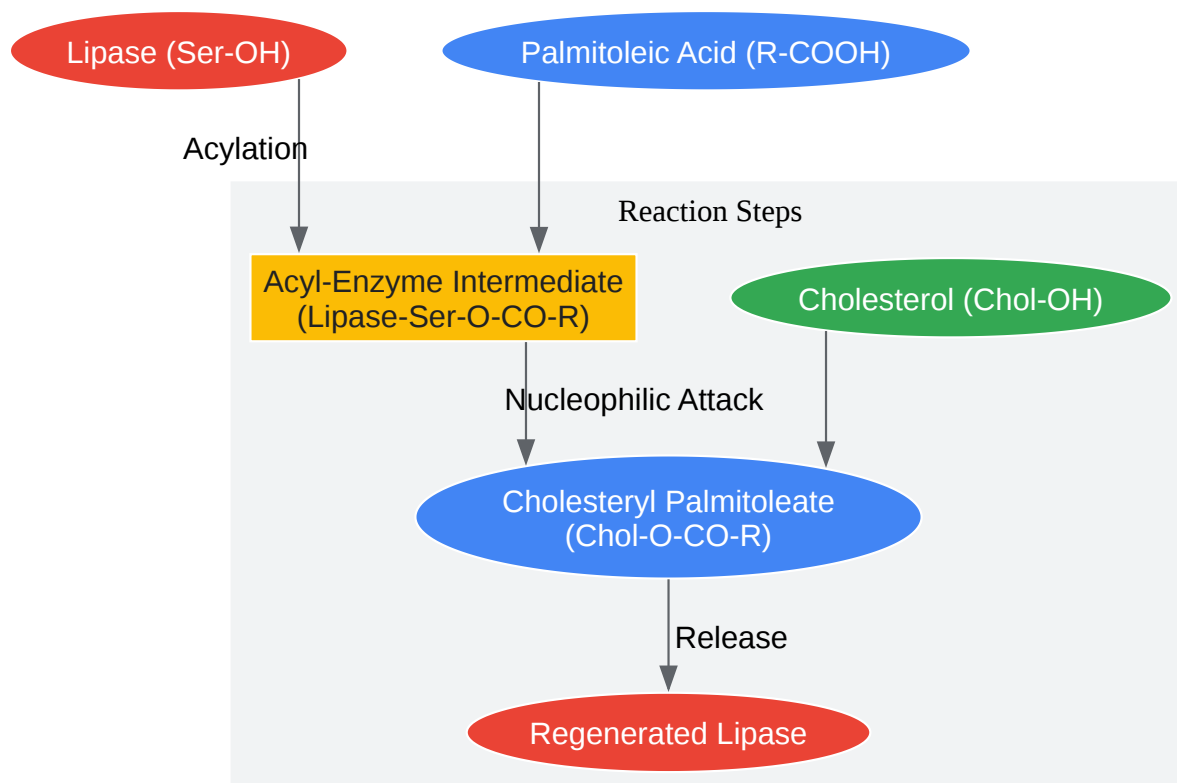 Lipase (Ser-OH)
Palmitoleic Acid (R-COOH)
Acylation
Reaction Steps
Acyl-Enzyme Intermediate
(Lipase-Ser-O-CO-R)
Cholesterol (Chol-OH)
Nucleophilic Attack
Cholesteryl Palmitoleate
(Chol-O-CO-R)
Release
Regenerated Lipase